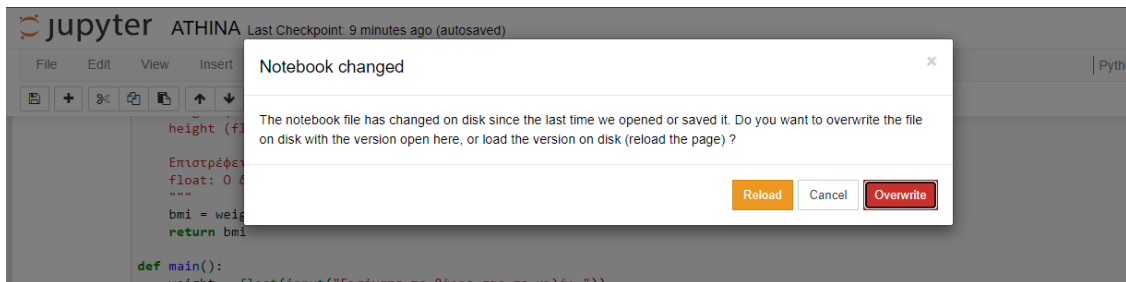 jupyter ATHINA Last Checkpoint: 9 minutes ago (autosaved)
File Edit View Insert
Notebook changed
×
Pyth
The notebook file has changed on disk since the last time we opened or saved it. Do you want to overwrite the file
on disk with the version open here, or load the version on disk (reload the page) ?
Reload Cancel Overwrite
height (fl
Επιστρέφει
float: Ο
"""
bmi = weig
return bmi
def main():